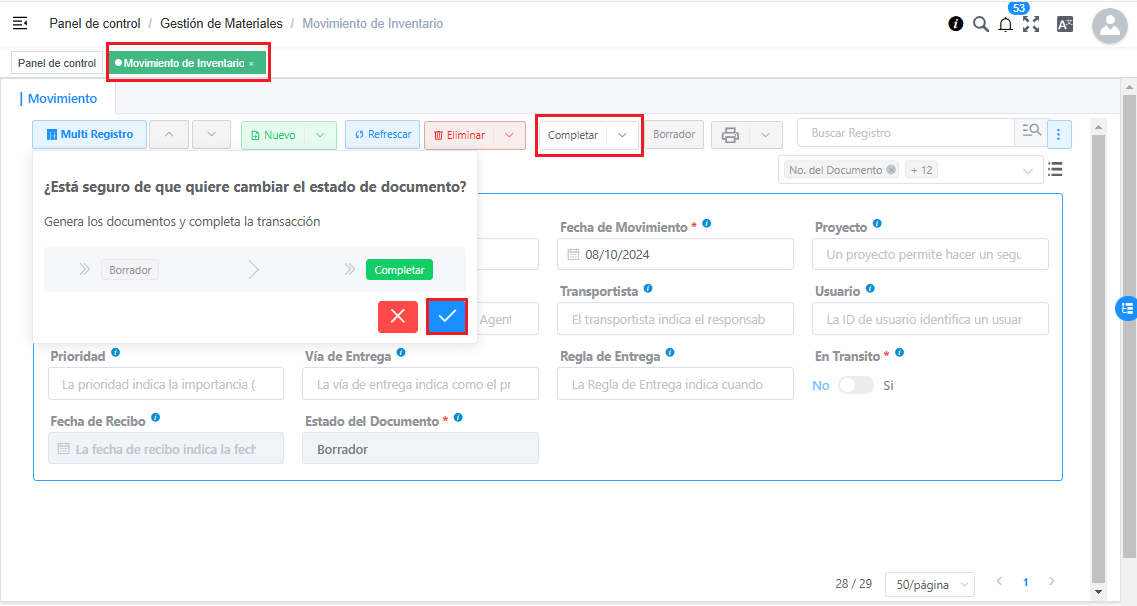 Panel de control / Gestión de Materiales / Movimiento de Inventario
53
Panel de control
Movimiento de Inventario ×
Movimiento
Multi Registro
Nuevo
Refrescar
Eliminar
Completar
Borrador
Buscar Registro
No. del Documento
+ 12
¿Está seguro de que quiere cambiar el estado de documento?
Genera los documentos y completa la transacción
Borrador
Completar
Agent
Fecha de Movimiento *
08/10/2024
Proyecto
Un proyecto permite hacer un segu
Transportista
El transportista indica el responsab
Usuario
La ID de usuario identifica un usuar
Prioridad
La prioridad indica la importancia (.
Vía de Entrega
La vía de entrega indica como el pr
Regla de Entrega
La Regla de Entrega indica cuando
En Transito *
No
Si
Fecha de Recibo
La fecha de recibo indica la fech
Estado del Documento *
Borrador
28 / 29
50/página
1